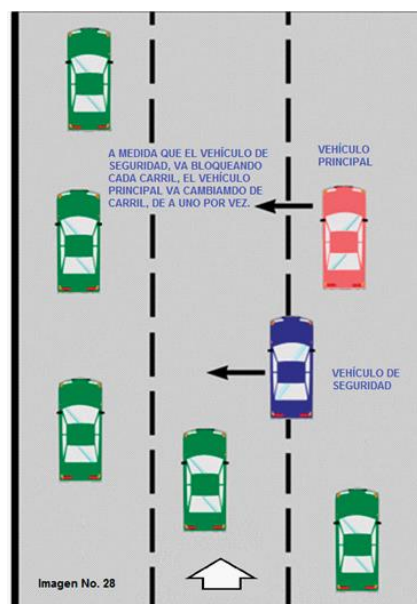 A MEDIDA QUE EL VEHÍCULO DE
SEGURIDAD, VA BLOQUEANDO
CADA CARRIL, EL VEHÍCULO
PRINCIPAL VA CAMBIAMDO DE
CARRIL, DE A UNO POR VEZ.
VEHÍCULO
PRINCIPAL
VEHÍCULO DE
SEGURIDAD
Imagen No. 28